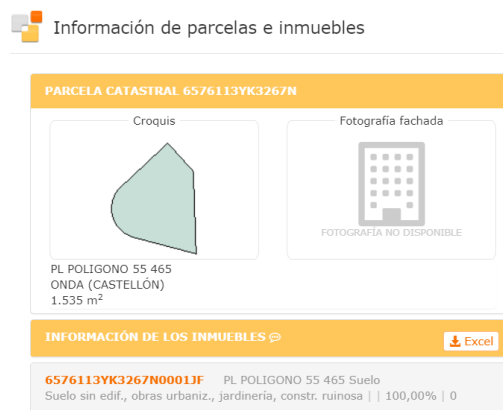 Información de parcelas e inmuebles
PARCELA CATASTRAL 6576113YK3267N
Croquis
Fotografía fachada
FOTOGRAFÍA NO DISPONIBLE
PL POLIGONO 55 465
ONDA (CASTELLÓN)
1.535 m²
INFORMACIÓN DE LOS INMUEBLES
Excel
6576113YK3267N0001JF PL POLIGONO 55 465 Suelo
Suelo sin edif., obras urbaniz., jardinería, constr. ruinosa | | 100,00% | 0